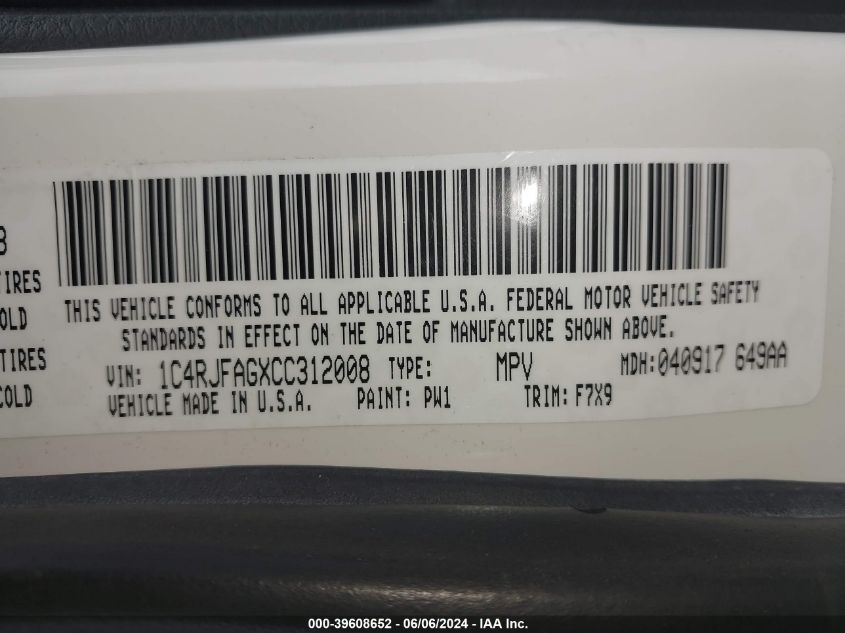 8
TIRES
THIS VEHICLE CONFORMS TO ALL APPLICABLE U.S.A. FEDERAL MOTOR VEHICLE SAFETY
COLD
STANDARDS IN EFFECT ON THE DATE OF MANUFACTURE SHOWN ABOVE.
TIRES
VIN: 1C4RJFAGXCC312008 TYPE: MPV MDH:040917 649AA
COLD
VEHICLE MADE IN U.S.A. PAINT: PW1 TRIM: F7X9
000-39608652 - 06/06/2024 - IAA Inc.